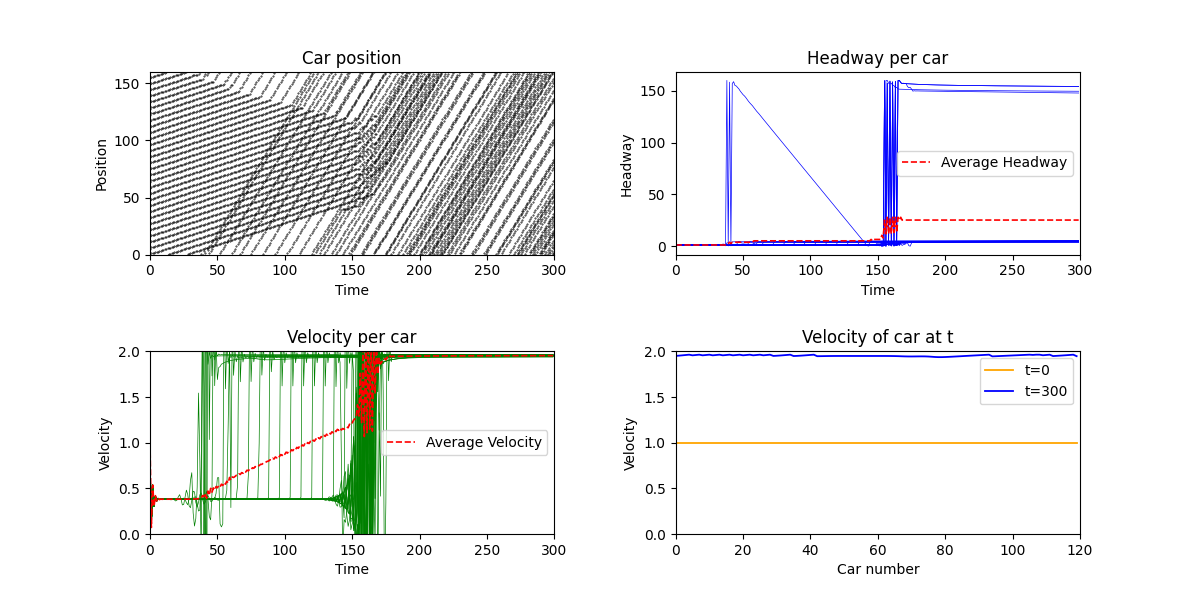 Car position
Position
150
100
50
0
0 50 100 150 200 250 300
Time
Headway per car
Headway
150
100
50
0
Average Headway
0 50 100 150 200 250 300
Time
Velocity per car
Velocity
2.0
1.5
1.0
0.5
0.0
Average Velocity
0 50 100 150 200 250 300
Time
Velocity of car at t
Velocity
2.0
1.5
1.0
0.5
0.0
t=0
t=300
0 20 40 60 80 100 120
Car number